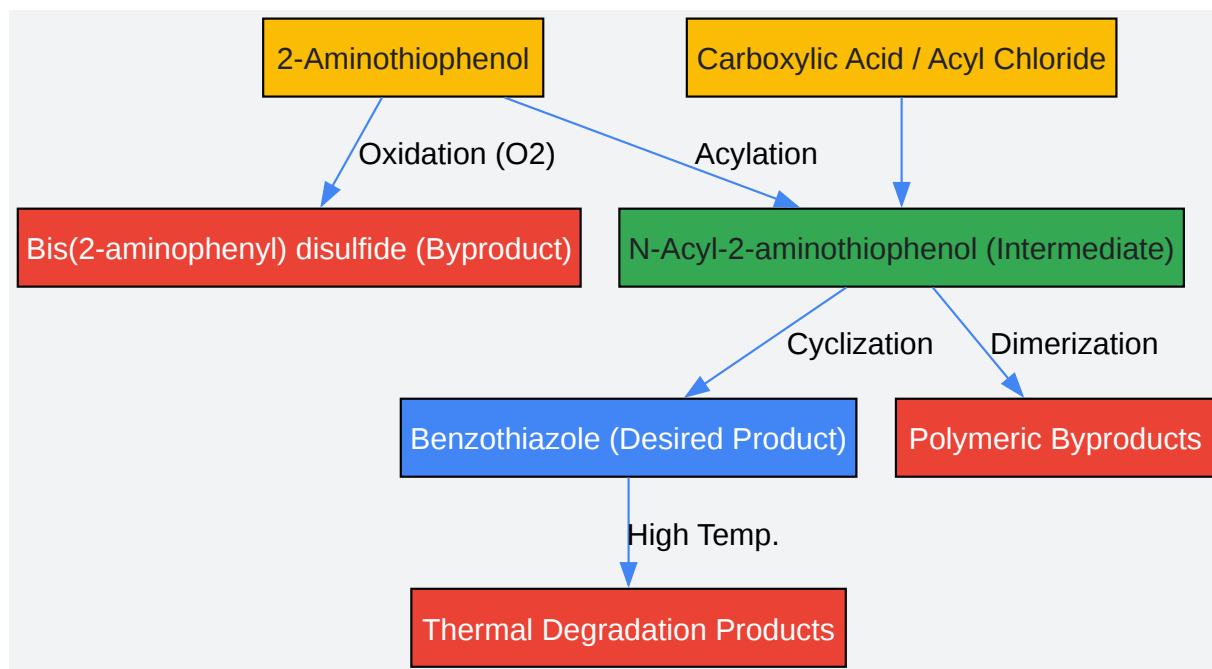 2-Aminothiophenol
Carboxylic Acid / Acyl Chloride
Oxidation (O2)
Acylation
Bis(2-aminophenyl) disulfide (Byproduct)
N-Acyl-2-aminothiophenol (Intermediate)
Cyclization
Dimerization
Benzothiazole (Desired Product)
Polymeric Byproducts
High Temp.
Thermal Degradation Products